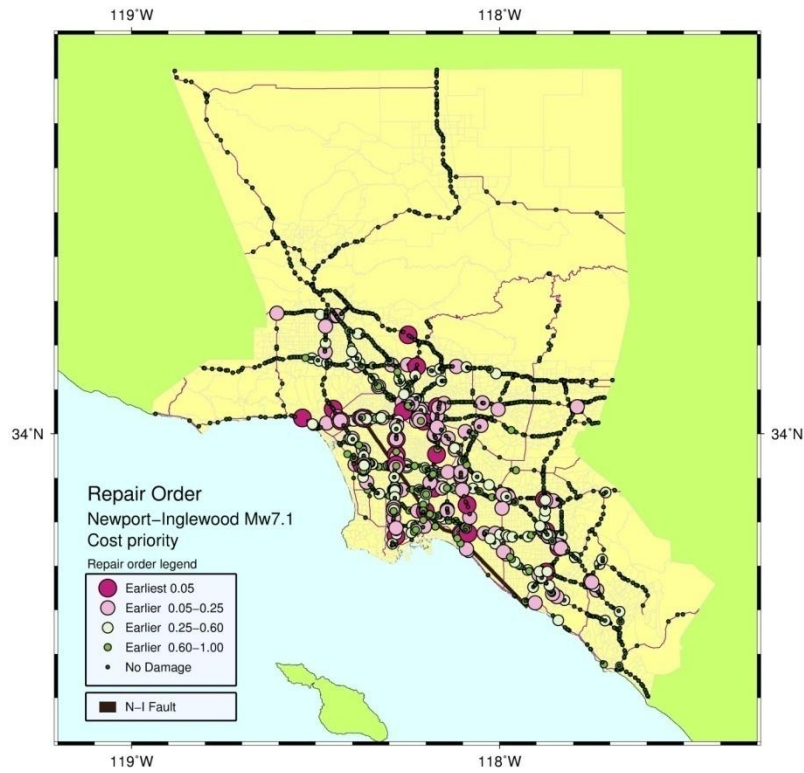 119˚W 118˚W
34˚N 34˚N
Repair Order
Newport−Inglewood Mw7.1
Cost priority
Repair order legend
Earliest 0.05
Earlier 0.05−0.25
Earlier 0.25−0.60
Earlier 0.60−1.00
No Damage
N−I Fault
119˚W 118˚W